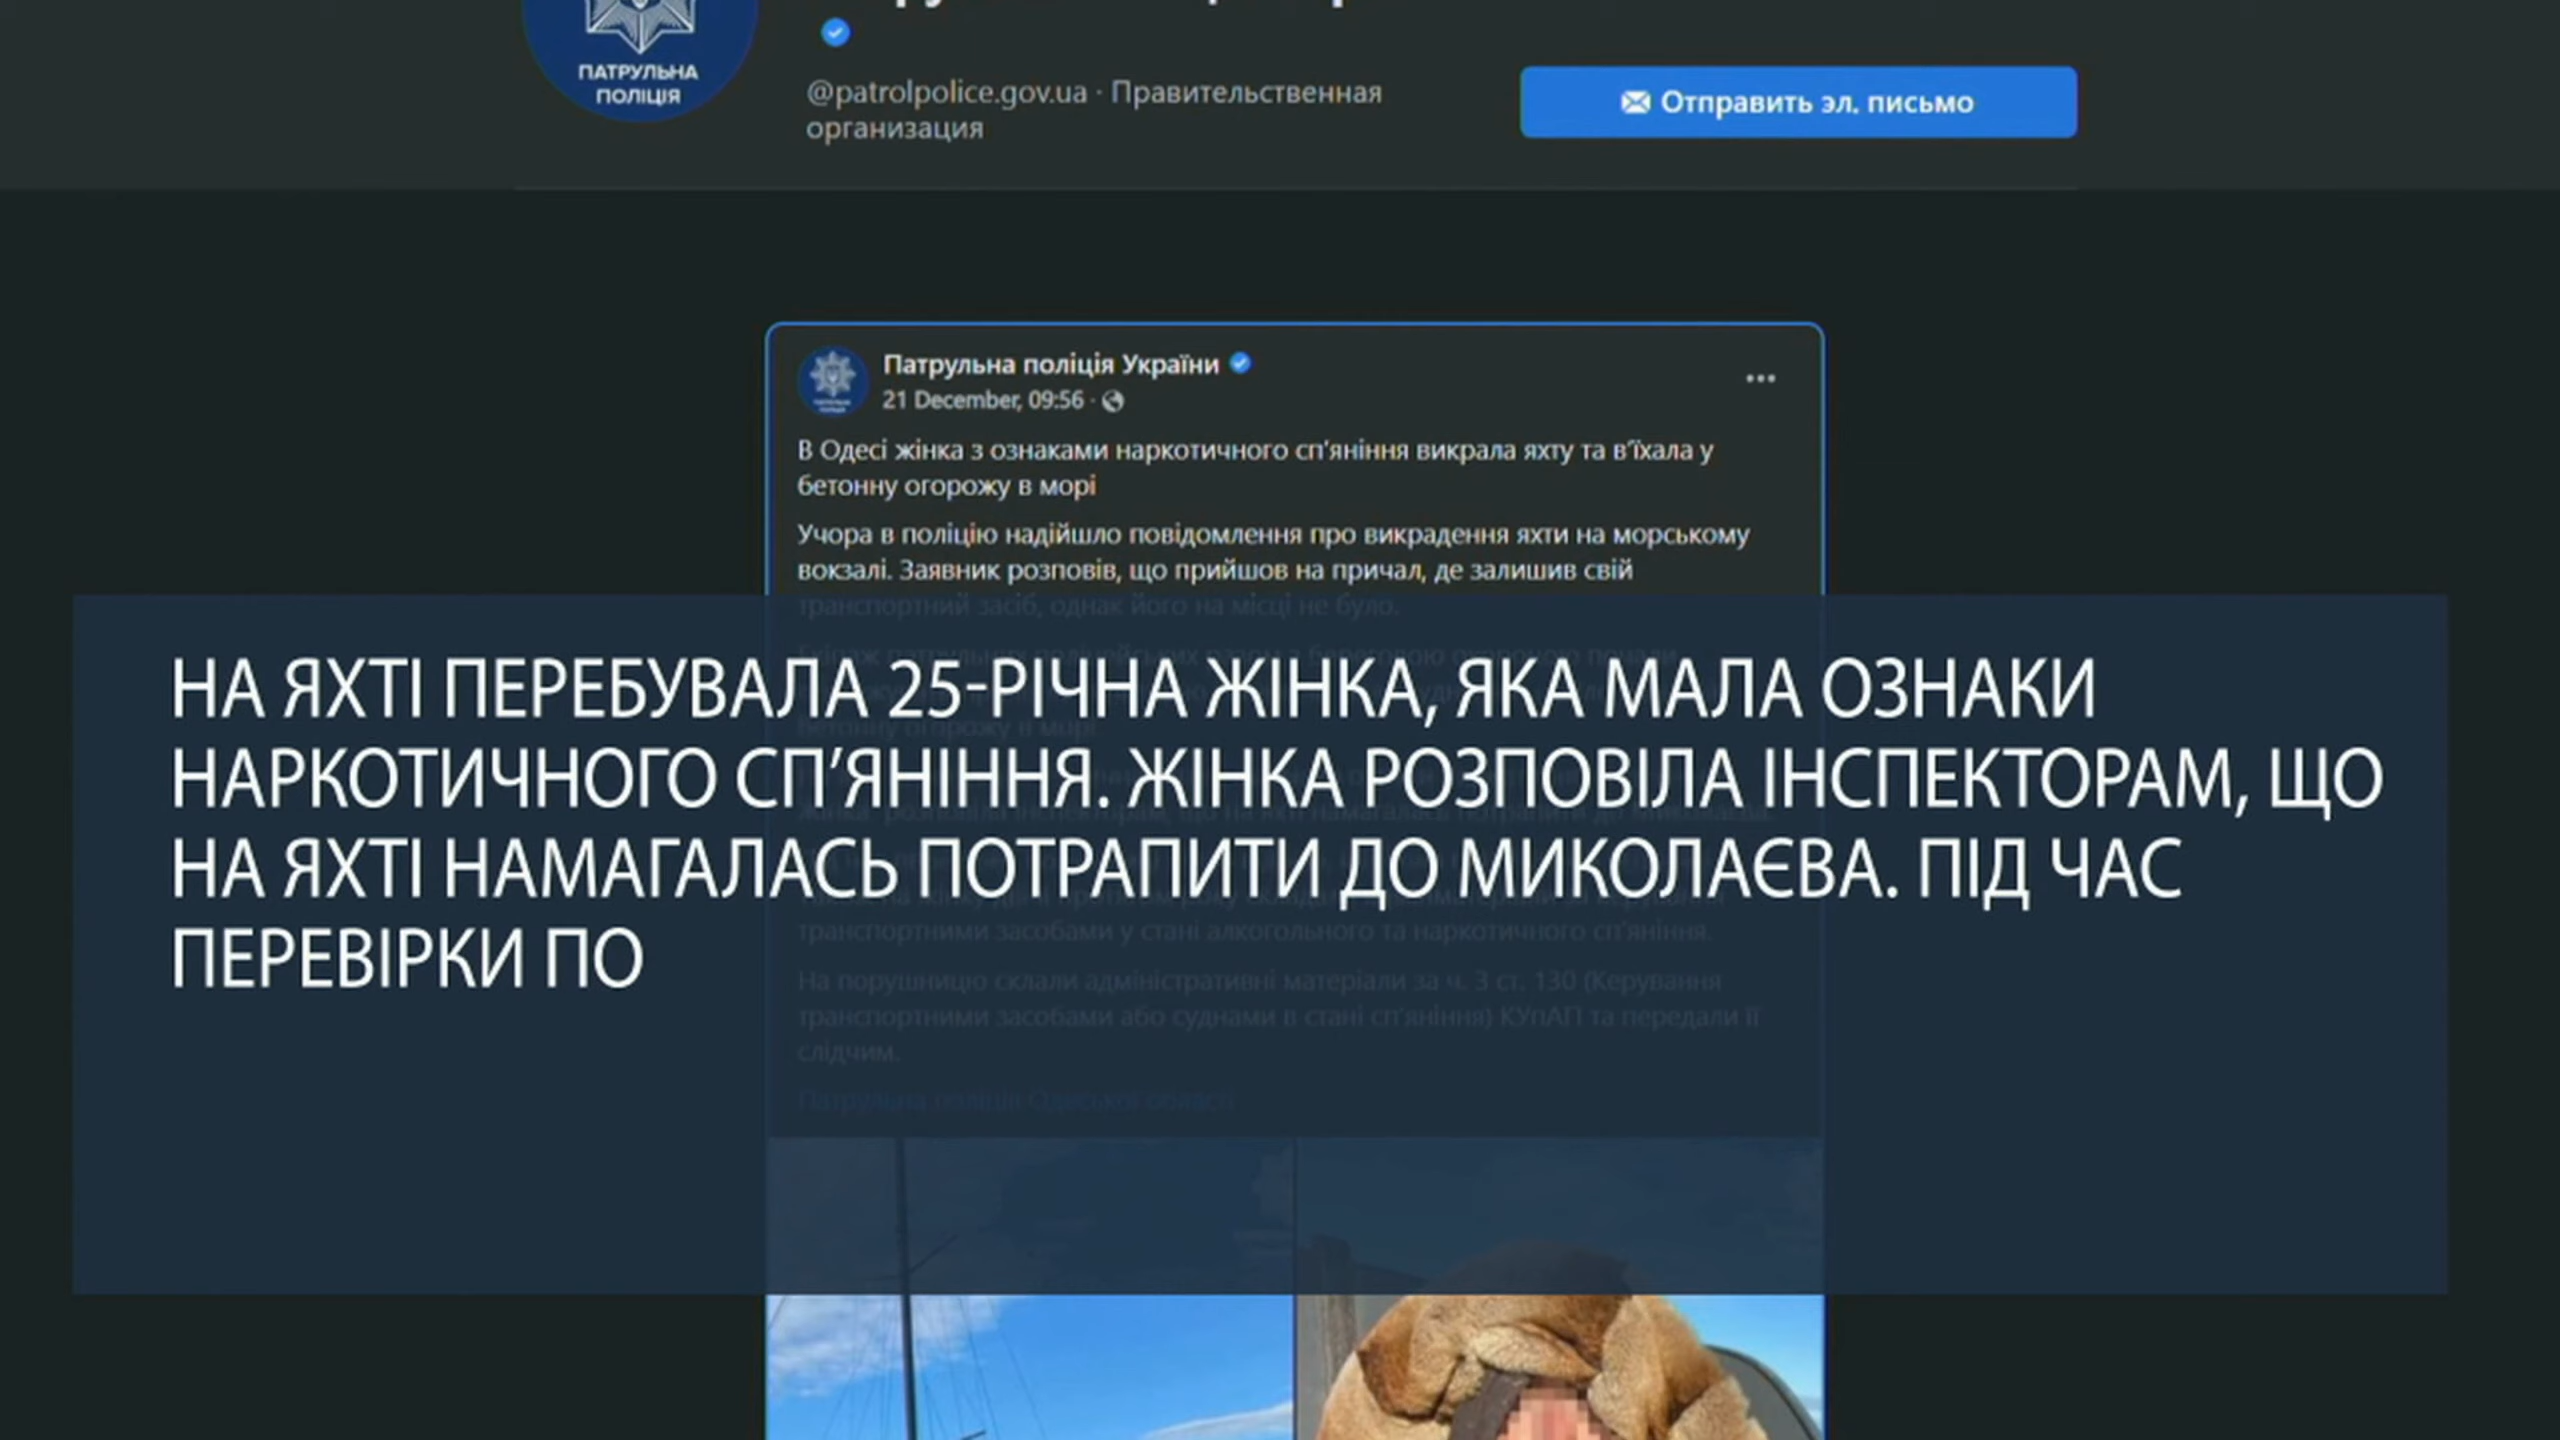 ПАТРУЛЬНА
ПОЛІЦІЯ
@patrolpolice.gov.ua · Правительственная
организация
Отправить эл. письмо
Патрульна поліція України
21 December, 09:56 ·
В Одесі жінка з ознаками наркотичного сп'яніння викрала яхту та в'їхала у
бетонну огорожу в морі
Учора в поліцію надійшло повідомлення про викрадення яхти на морському
вокзалі. Заявник розповів, що прийшов на причал, де залишив свій
транспортний засіб, однак його на місці не було.
НА ЯХТІ ПЕРЕБУВАЛА 25-РІЧНА ЖІНКА, ЯКА МАЛА ОЗНАКИ
НАРКОТИЧНОГО СП’ЯНІННЯ. ЖІНКА РОЗПОВІЛА ІНСПЕКТОРАМ, ЩО
НА ЯХТІ НАМАГАЛАСЬ ПОТРАПИТИ ДО МИКОЛАЄВА. ПІД ЧАС
ПЕРЕВІРКИ ПО
транспортними засобами у стані алкогольного та наркотичного сп'яніння.
На порушницю склали адміністративні матеріали за ч. 3 ст. 130 (Керування
транспортними засобами або суднами в стані сп'яніння) КУпАП та передали її
слідчим.
Патрульна поліція Одеської області